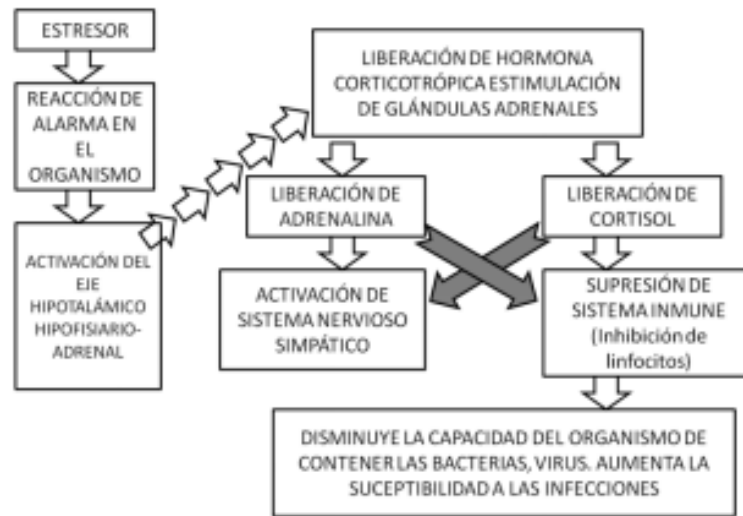 ESTRESOR
REACCIÓN DE
ALARMA EN
EL
ORGANISMO
ACTIVACIÓN DEL
EJE
HIPOTALÁMICO
HIPOFISIARIO-
ADRENAL
LIBERACIÓN DE HORMONA
CORTICOTRÓPICA ESTIMULACIÓN
DE GLÁNDULAS ADRENALES
LIBERACIÓN DE
ADRENALINA
LIBERACIÓN DE
CORTISOL
ACTIVACIÓN DE
SISTEMA NERVIOSO
SIMPÁTICO
SUPRESIÓN DE
SISTEMA INMUNE
(Inhibición de
linfocitos)
DISMINUYE LA CAPACIDAD DEL ORGANISMO DE
CONTENER LAS BACTERIAS, VIRUS. AUMENTA LA
SUCEPTIBILIDAD A LAS INFECCIONES